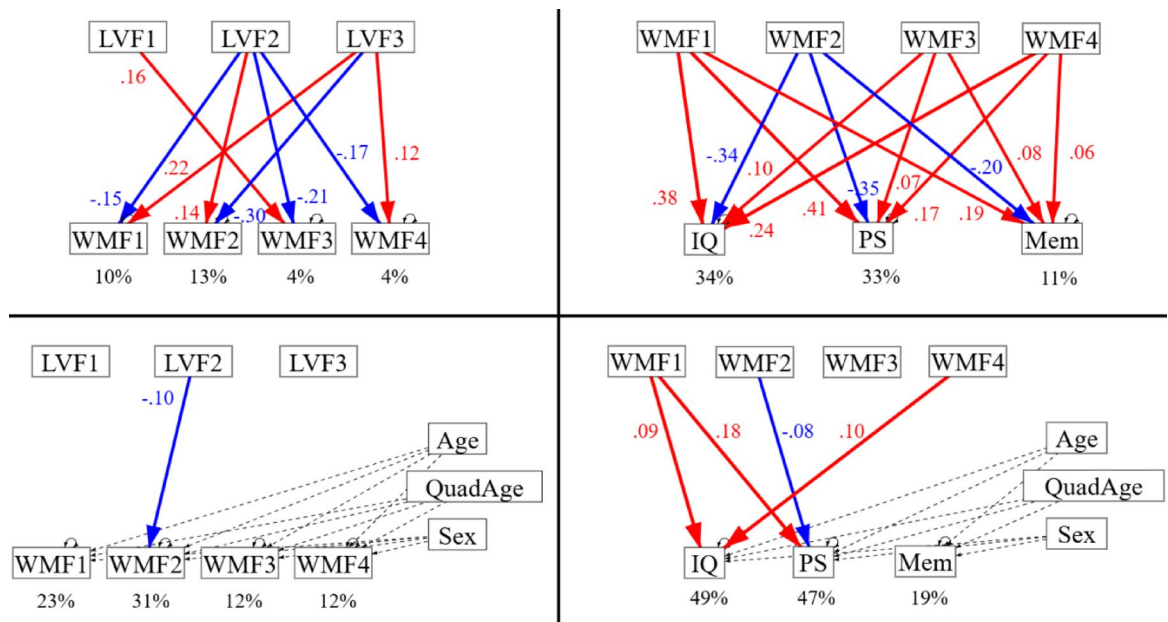 LVF1 LVF2 LVF3
.16
-.17 .12
.22
-.15 .14 -.30 -.21
WMF1 WMF2 WMF3 WMF4
10% 13% 4% 4%
WMF1 WMF2 WMF3 WMF4
-.34 .10 -.20 .08 .06
.38 .41 -.35 .07
.24 .17 .19
IQ PS Mem
34% 33% 11%
LVF1 LVF2 LVF3
-.10
Age
QuadAge
Sex
WMF1 WMF2 WMF3 WMF4
23% 31% 12% 12%
WMF1 WMF2 WMF3 WMF4
.09 .18 -.08 .10
Age
QuadAge
Sex
IQ PS Mem
49% 47% 19%